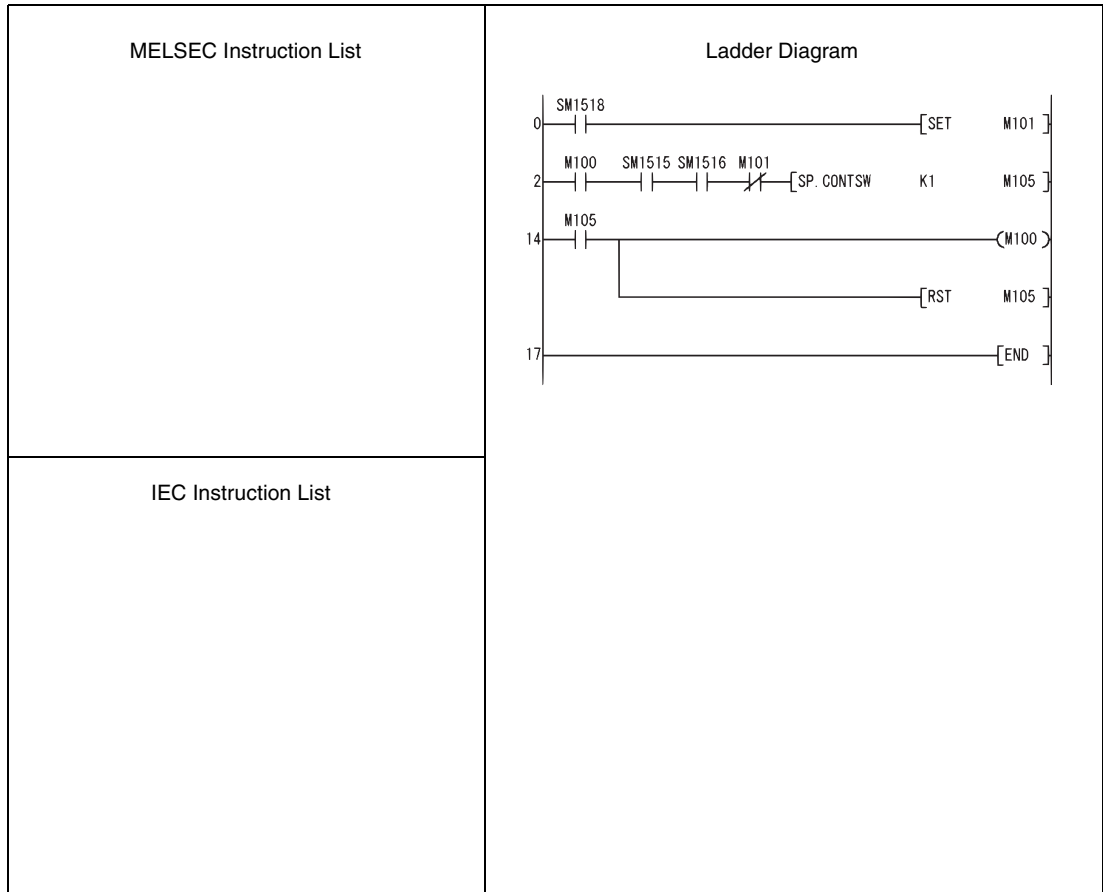 MELSEC Instruction List
Ladder Diagram
SM1518
0 [SET M101]
M100 SM1515 SM1516 M101
2 [SP. CONTSW K1 M105]
M105
14 (M100)
[RST M105]
17 [END]
IEC Instruction List